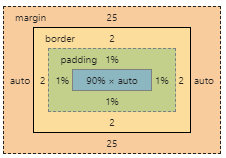 margin 25
border 2
padding 1%
auto 2 1% 90% × auto 1% 2 auto
1%
2
25